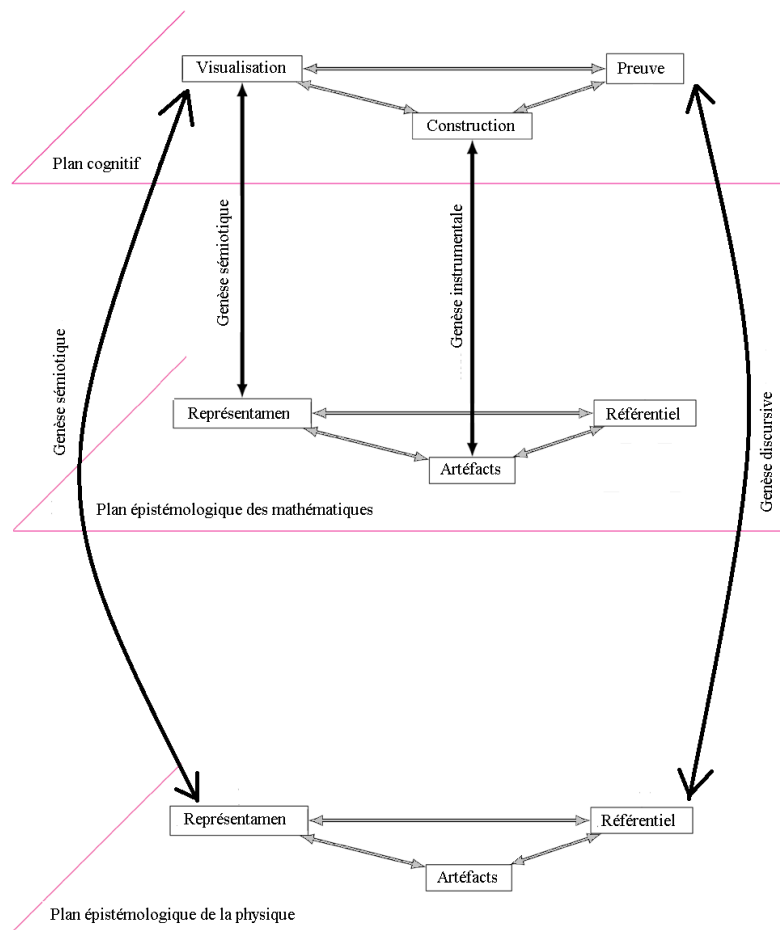 Visualisation
Preuve
Construction
Plan cognitif
Genèse sémiotique
Genèse instrumentale
Genèse sémiotique
Genèse discursive
Représentamen
Référentiel
Artéfacts
Plan épistémologique des mathématiques
Représentamen
Référentiel
Artéfacts
Plan épistémologique de la physique